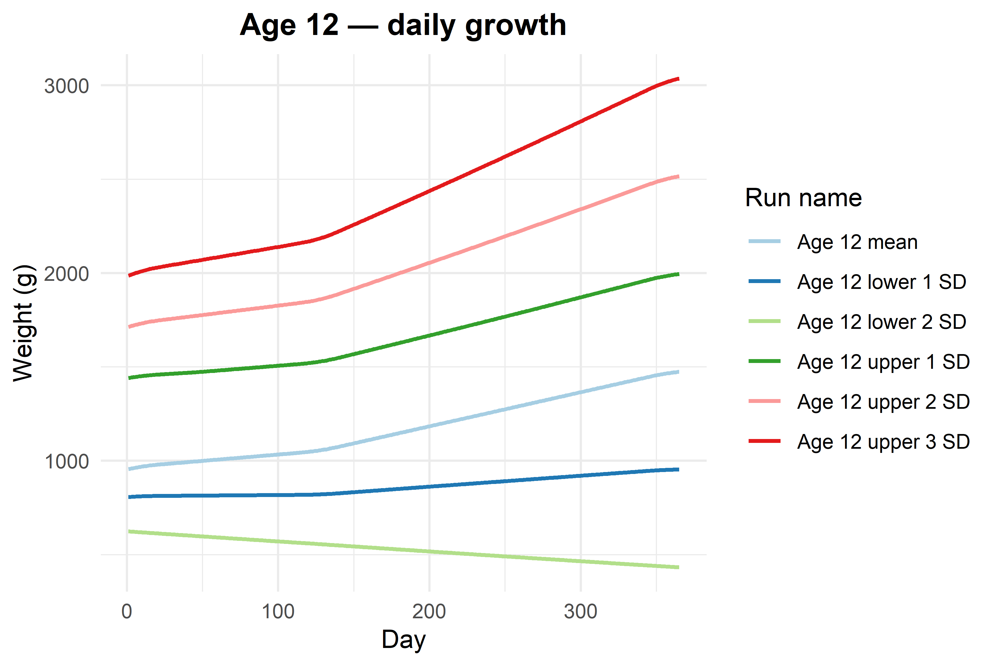 Age 12 — daily growth
Weight (g)
3000
2000
1000
0
100
200
300
Day
Run name
Age 12 mean
Age 12 lower 1 SD
Age 12 lower 2 SD
Age 12 upper 1 SD
Age 12 upper 2 SD
Age 12 upper 3 SD